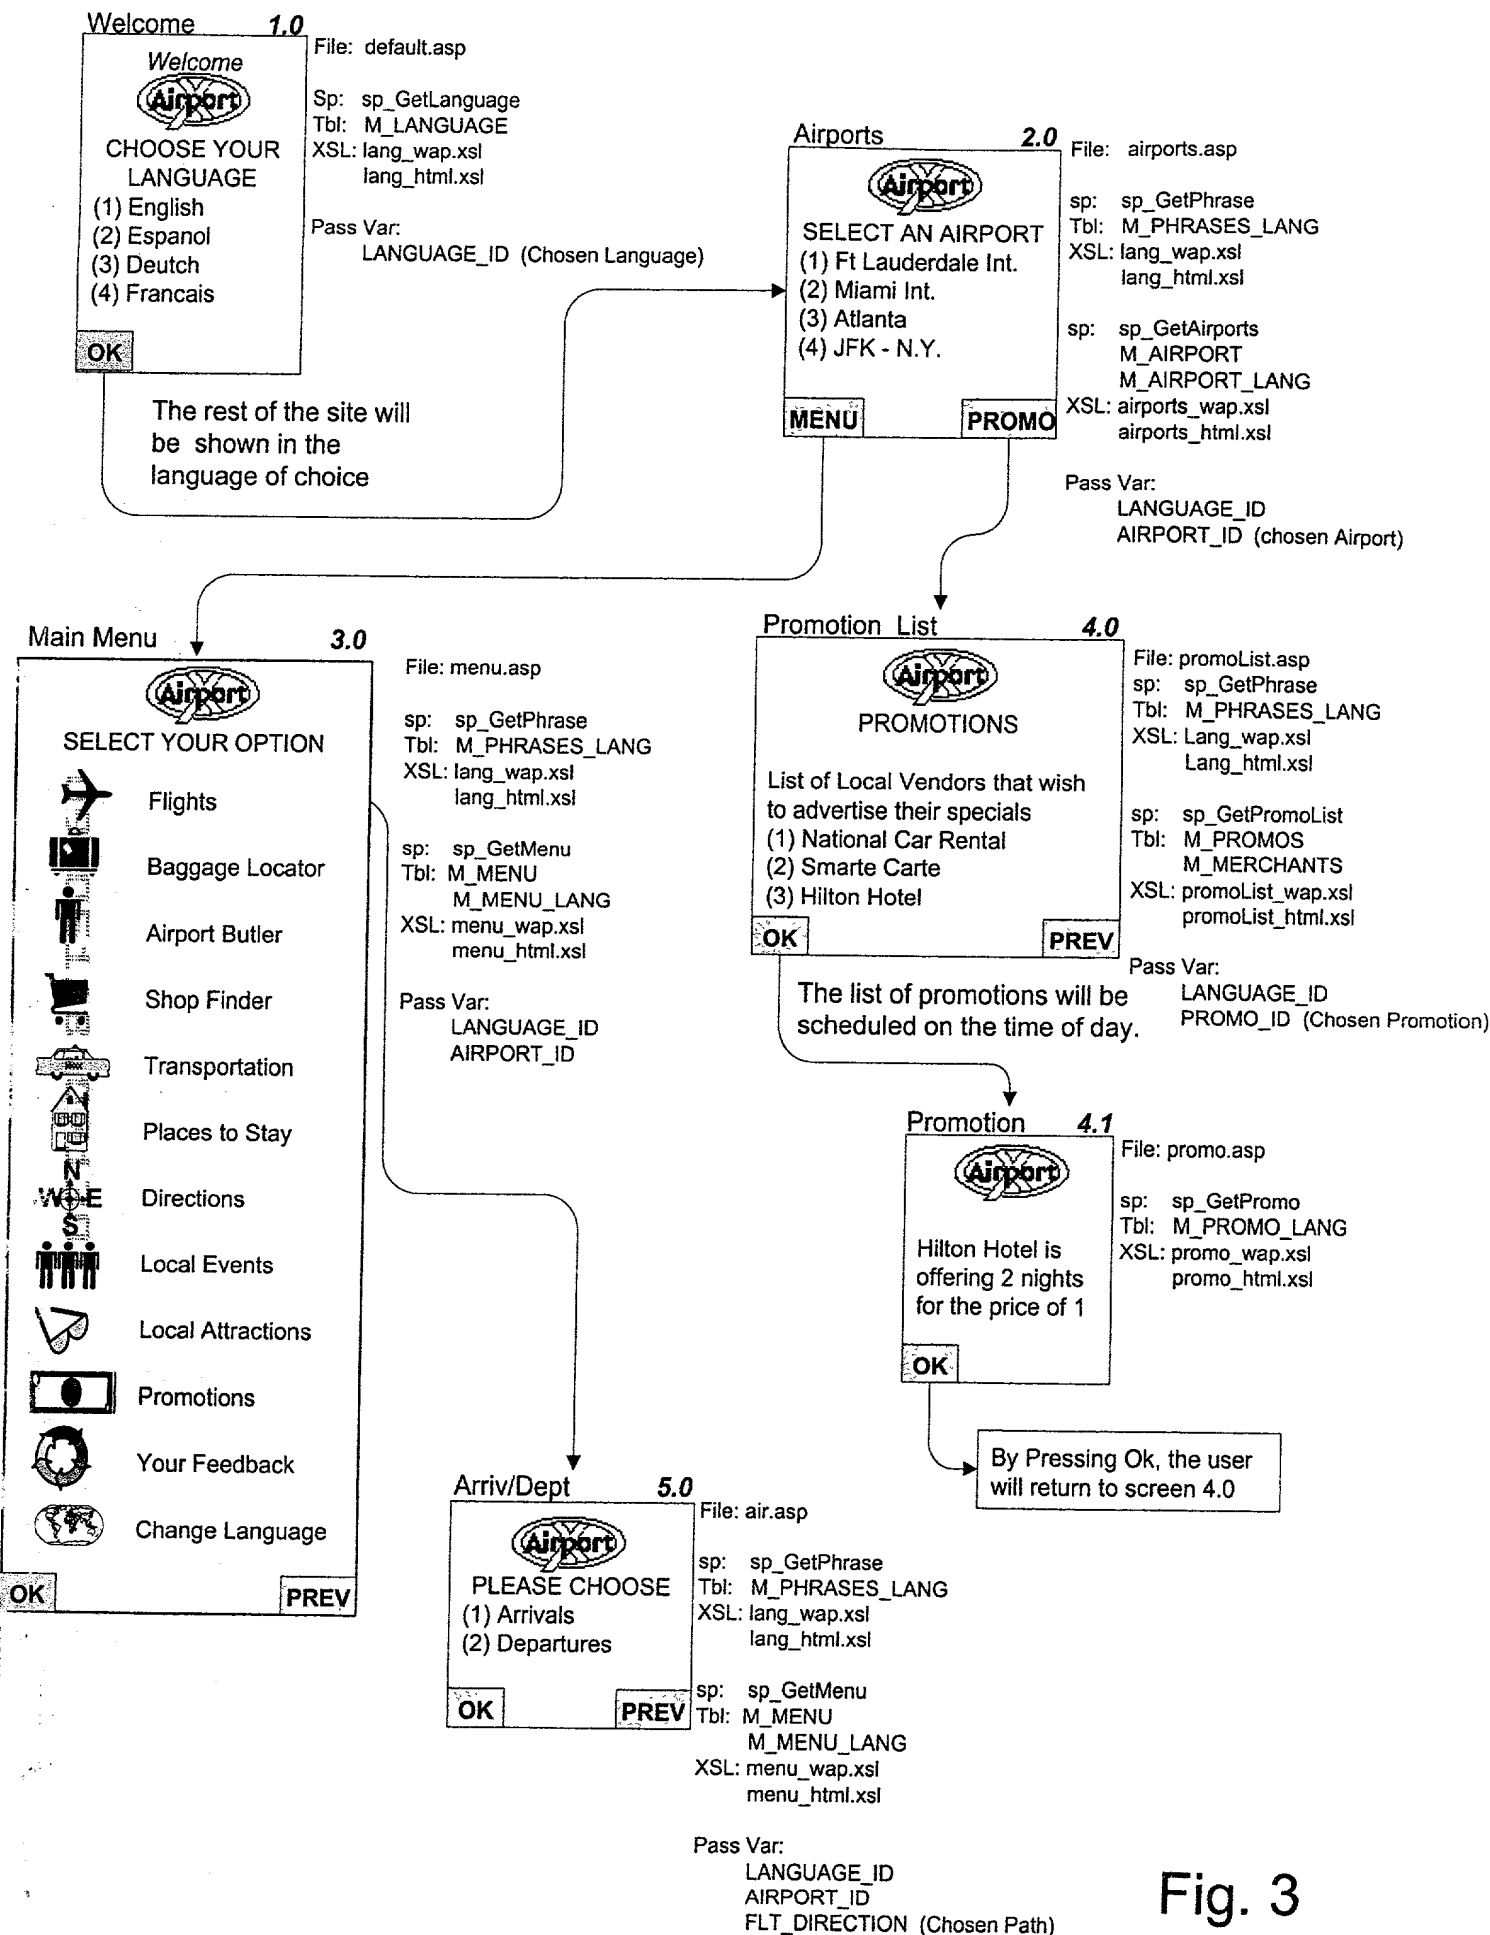 Welcome 1.0
Welcome
Airport X
CHOOSE YOUR
LANGUAGE
(1) English
(2) Espanol
(3) Deutch
(4) Francais
OK
File: default.asp
Sp: sp_GetLanguage
Tbl: M_LANGUAGE
XSL: lang_wap.xsl
lang_html.xsl
Pass Var:
LANGUAGE_ID (Chosen Language)
The rest of the site will
be shown in the
language of choice
Airports 2.0
Airport X
SELECT AN AIRPORT
(1) Ft Lauderdale Int.
(2) Miami Int.
(3) Atlanta
(4) JFK - N.Y.
MENU PROMO
File: airports.asp
sp: sp_GetPhrase
Tbl: M_PHRASES_LANG
XSL: lang_wap.xsl
lang_html.xsl
sp: sp_GetAirports
M_AIRPORT
M_AIRPORT_LANG
XSL: airports_wap.xsl
airports_html.xsl
Pass Var:
LANGUAGE_ID
AIRPORT_ID (chosen Airport)
Main Menu 3.0
Airport X
SELECT YOUR OPTION
Flights
Baggage Locator
Airport Butler
Shop Finder
Transportation
Places to Stay
N
W E
S
Directions
Local Events
Local Attractions
Promotions
Your Feedback
Change Language
OK PREV
File: menu.asp
sp: sp_GetPhrase
Tbl: M_PHRASES_LANG
XSL: lang_wap.xsl
lang_html.xsl
sp: sp_GetMenu
Tbl: M_MENU
M_MENU_LANG
XSL: menu_wap.xsl
menu_html.xsl
Pass Var:
LANGUAGE_ID
AIRPORT_ID
Promotion List 4.0
Airport X
PROMOTIONS
List of Local Vendors that wish
to advertise their specials
(1) National Car Rental
(2) Smarte Carte
(3) Hilton Hotel
OK PREV
File: promoList.asp
sp: sp_GetPhrase
Tbl: M_PHRASES_LANG
XSL: Lang_wap.xsl
Lang_html.xsl
sp: sp_GetPromoList
Tbl: M_PROMOS
M_MERCHANTS
XSL: promoList_wap.xsl
promoList_html.xsl
Pass Var:
LANGUAGE_ID
PROMO_ID (Chosen Promotion)
The list of promotions will be
scheduled on the time of day.
Promotion 4.1
Airport X
Hilton Hotel is
offering 2 nights
for the price of 1
OK
File: promo.asp
sp: sp_GetPromo
Tbl: M_PROMO_LANG
XSL: promo_wap.xsl
promo_html.xsl
By Pressing Ok, the user
will return to screen 4.0
Arriv/Dept 5.0
Airport X
PLEASE CHOOSE
(1) Arrivals
(2) Departures
OK PREV
File: air.asp
sp: sp_GetPhrase
Tbl: M_PHRASES_LANG
XSL: lang_wap.xsl
lang_html.xsl
sp: sp_GetMenu
Tbl: M_MENU
M_MENU_LANG
XSL: menu_wap.xsl
menu_html.xsl
Pass Var:
LANGUAGE_ID
AIRPORT_ID
FLT_DIRECTION (Chosen Path)
Fig. 3